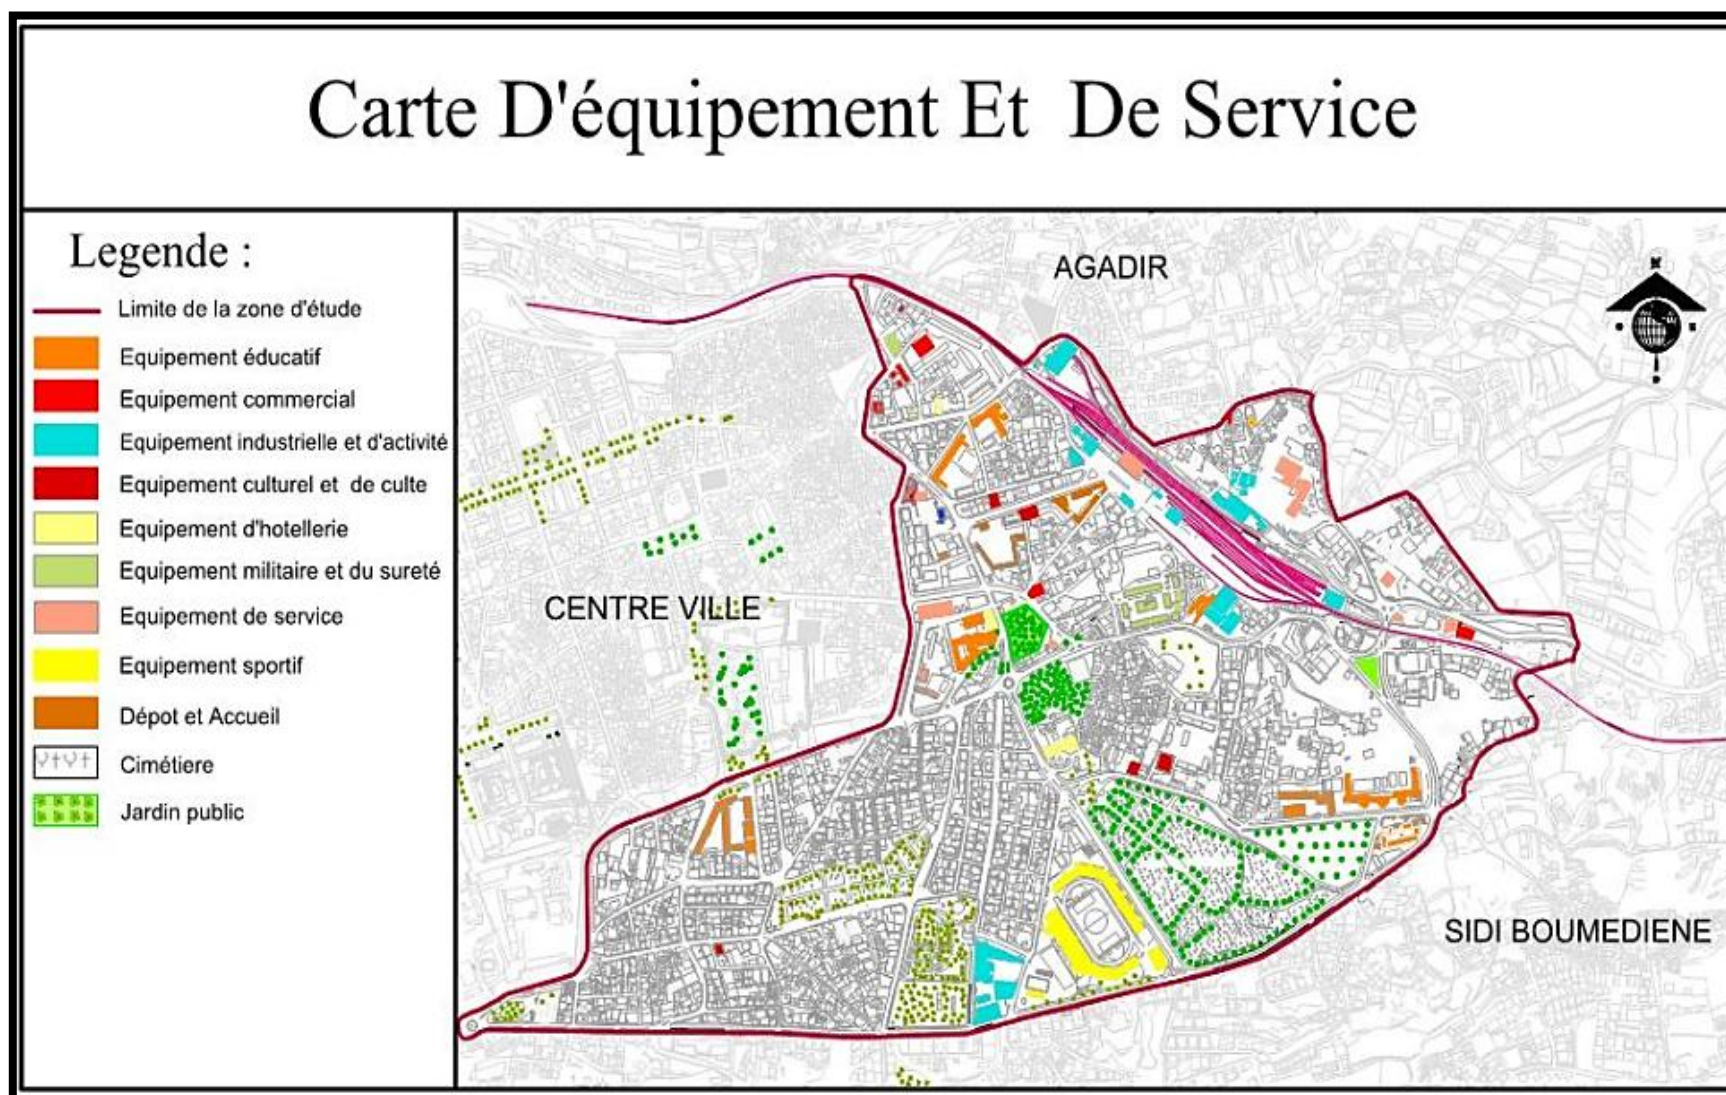 Carte D'équipement Et De Service
Legende :
Limite de la zone d'étude
Equipement éducatif
Equipement commercial
Equipement industrielle et d'activité
Equipement culturel et de culte
Equipement d'hotellerie
Equipement militaire et du sureté
Equipement de service
Equipement sportif
Dépot et Accueil
Cimétiere
Jardin public
AGADIR
CENTRE VILLE
SIDI BOUMEDIENE